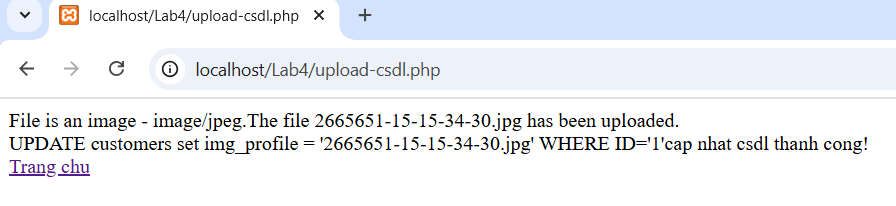 localhost/Lab4/upload-csdl.php
localhost/Lab4/upload-csdl.php
File is an image - image/jpeg.The file 2665651-15-15-34-30.jpg has been uploaded.
UPDATE customers set img_profile = '2665651-15-15-34-30.jpg' WHERE ID='1'cap nhat csdl thanh cong!
Trang chu